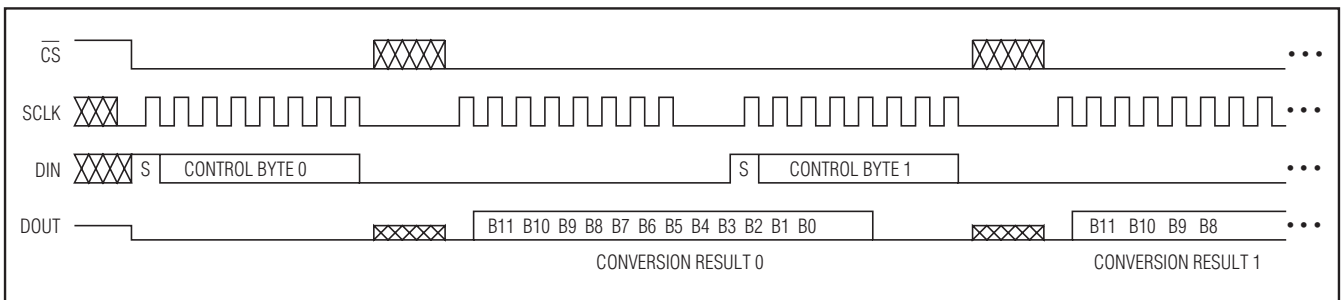 CS
SCLK
DIN S CONTROL BYTE 0 S CONTROL BYTE 1
DOUT B11 B10 B9 B8 B7 B6 B5 B4 B3 B2 B1 B0 B11 B10 B9 B8
CONVERSION RESULT 0 CONVERSION RESULT 1